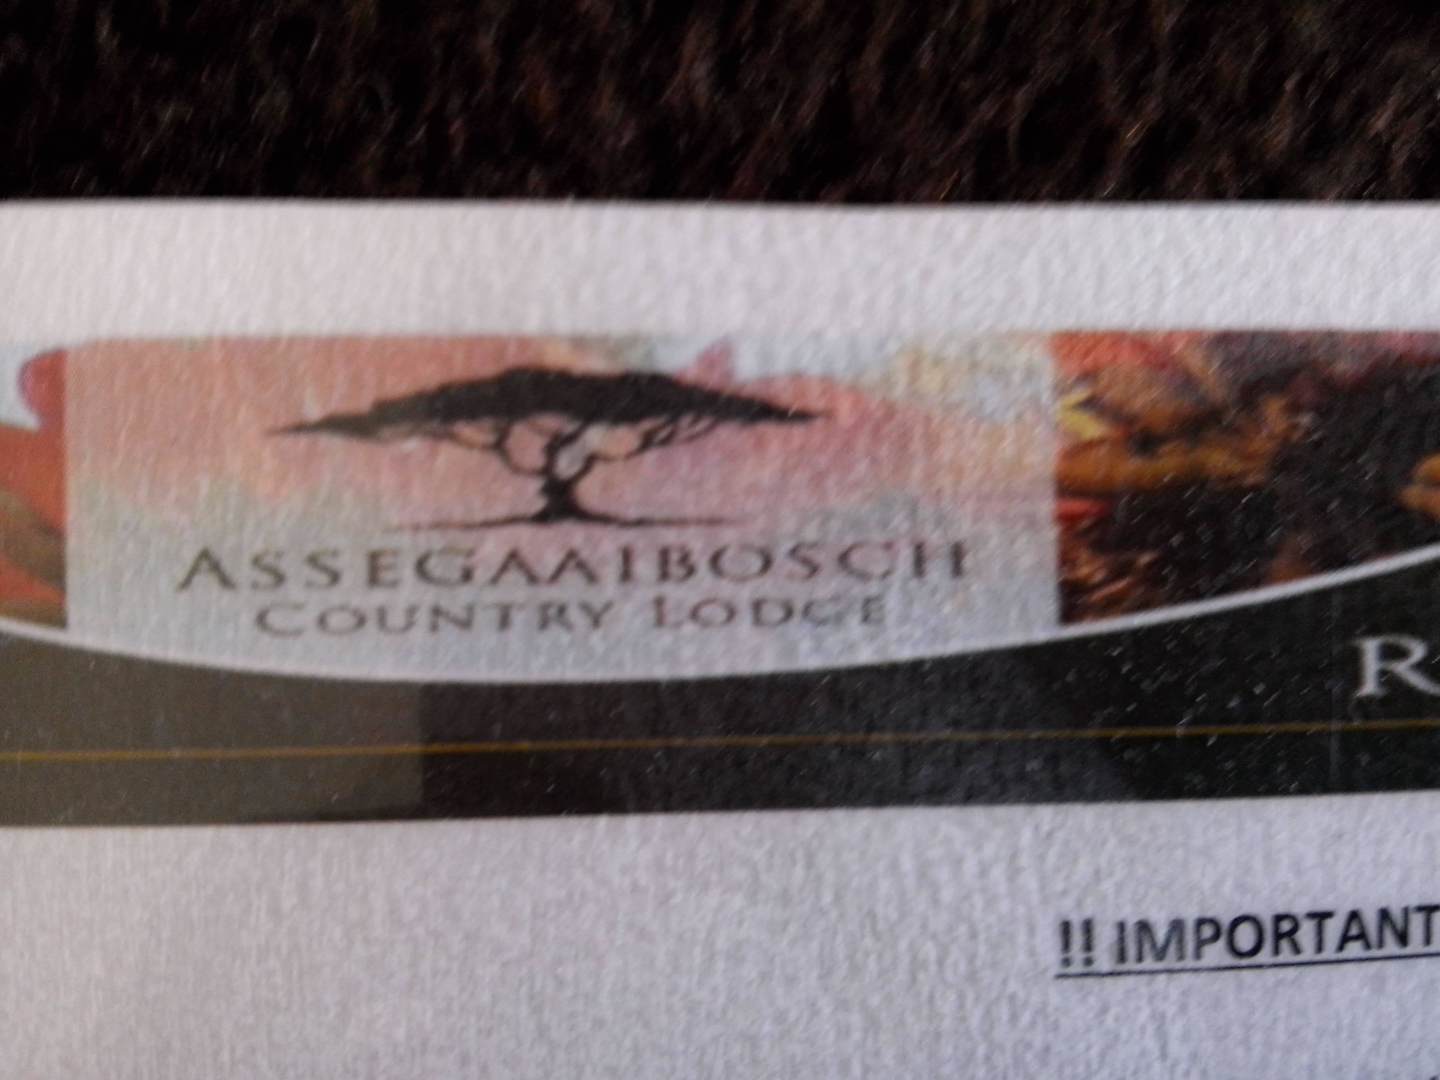 ASSEGAAIBOSCH
COUNTRY LODGE
R
!! IMPORTANT